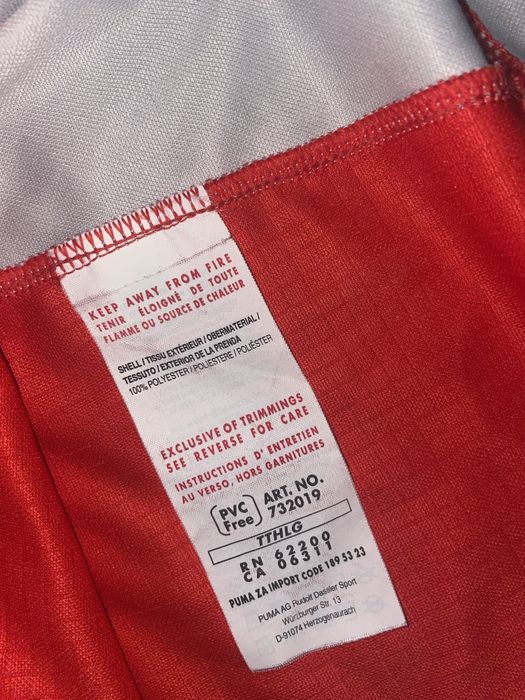 KEEP AWAY FROM FIRE
TENIR ÉLOIGNÉ DE TOUTE
FLAMME OU SOURCE DE CHALEUR
SHELL / TISSU EXTÉRIEUR / OBERMATERIAL /
TESSUTO / EXTERIOR DE LA PRENDA
100% POLYESTER / POLIESTERE / POLIÉSTER
EXCLUSIVE OF TRIMMINGS
SEE REVERSE FOR CARE
INSTRUCTIONS D'ENTRETIEN
AU VERSO, HORS GARNITURES
PVC Free
ART. NO.
732019
TTHLG
RN 62200
CA 06311
PUMA ZA IMPORT CODE 189 53 23
PUMA AG Rudolf Dassler Sport
Würzburger Str. 13
D-91074 Herzogenaurach